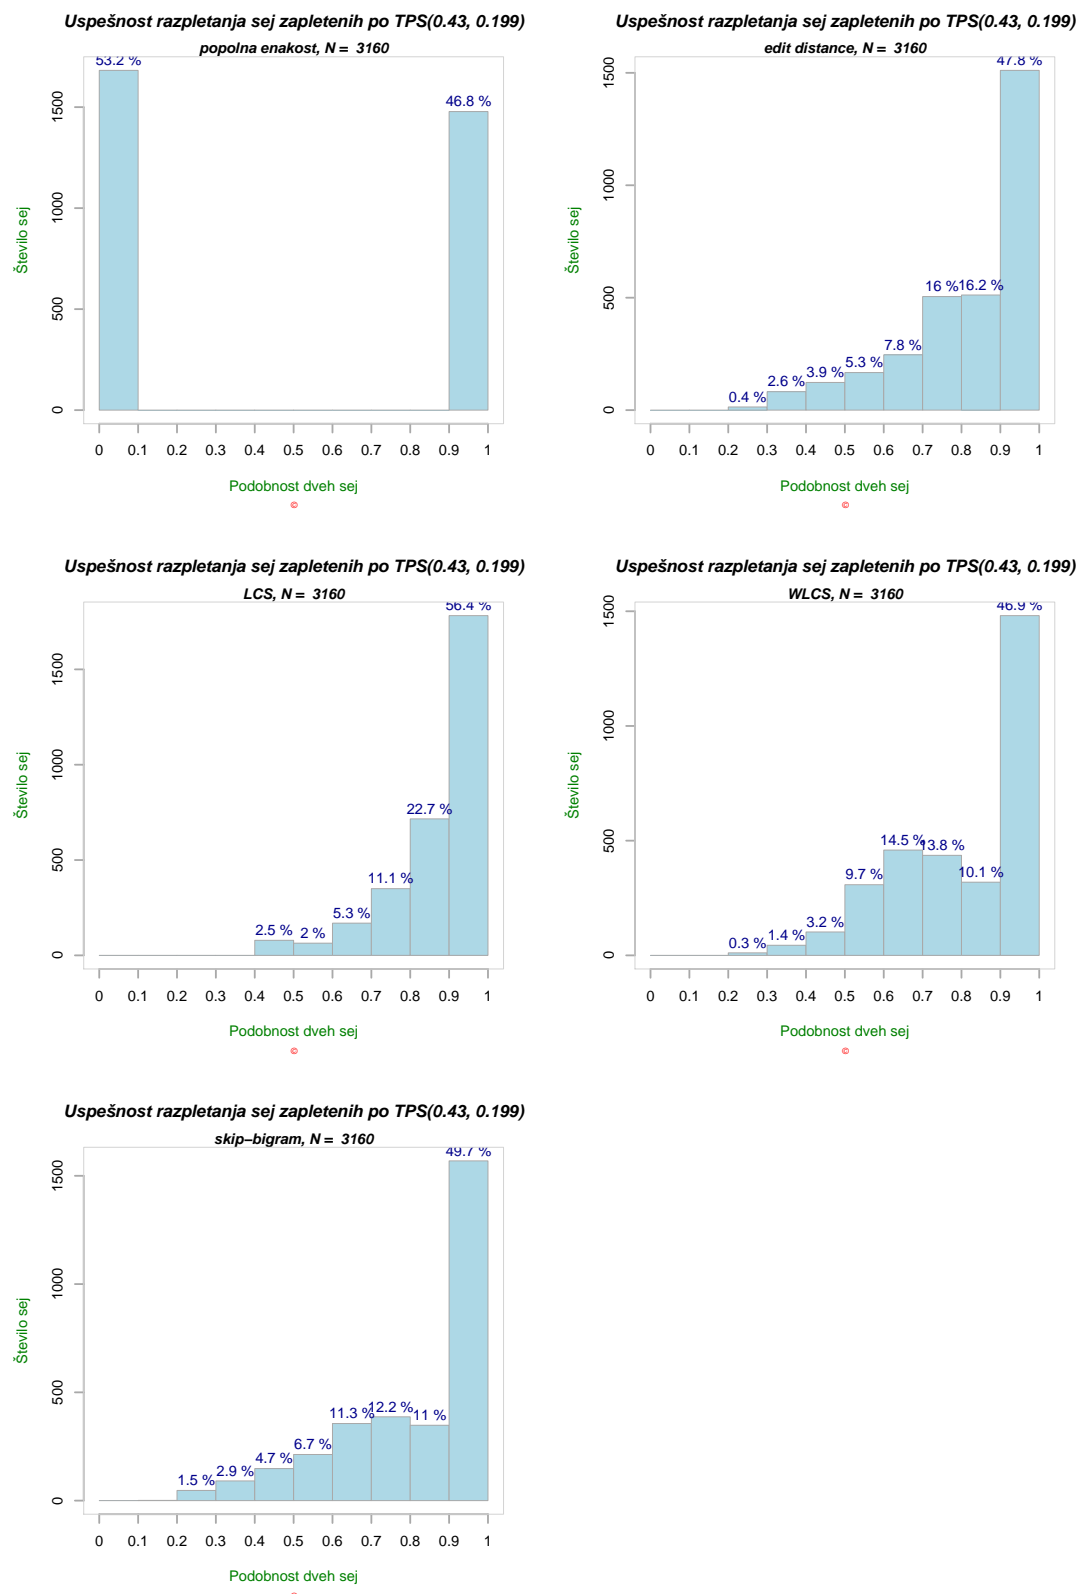 Uspešnost razpletanja sej zapletenih po TPS(0.43, 0.199)
popolna enakost, N = 3160
53.2 %
46.8 %
1500
1000
500
0
Število sej
0 0.1 0.2 0.3 0.4 0.5 0.6 0.7 0.8 0.9 1
Podobnost dveh sej
©
Uspešnost razpletanja sej zapletenih po TPS(0.43, 0.199)
edit distance, N = 3160
47.8 %
16 % 16.2 %
7.8 %
5.3 %
3.9 %
2.6 %
0.4 %
1500
1000
500
0
Število sej
0 0.1 0.2 0.3 0.4 0.5 0.6 0.7 0.8 0.9 1
Podobnost dveh sej
©
Uspešnost razpletanja sej zapletenih po TPS(0.43, 0.199)
LCS, N = 3160
56.4 %
22.7 %
11.1 %
5.3 %
2.5 % 2 %
1500
1000
500
0
Število sej
0 0.1 0.2 0.3 0.4 0.5 0.6 0.7 0.8 0.9 1
Podobnost dveh sej
©
Uspešnost razpletanja sej zapletenih po TPS(0.43, 0.199)
WLCS, N = 3160
46.9 %
14.5 % 13.8 %
10.1 %
9.7 %
3.2 %
1.4 %
0.3 %
1500
1000
500
0
Število sej
0 0.1 0.2 0.3 0.4 0.5 0.6 0.7 0.8 0.9 1
Podobnost dveh sej
©
Uspešnost razpletanja sej zapletenih po TPS(0.43, 0.199)
skip−bigram, N = 3160
49.7 %
11.3 % 12.2 % 11 %
6.7 %
4.7 %
2.9 %
1.5 %
1500
1000
500
0
Število sej
0 0.1 0.2 0.3 0.4 0.5 0.6 0.7 0.8 0.9 1
Podobnost dveh sej